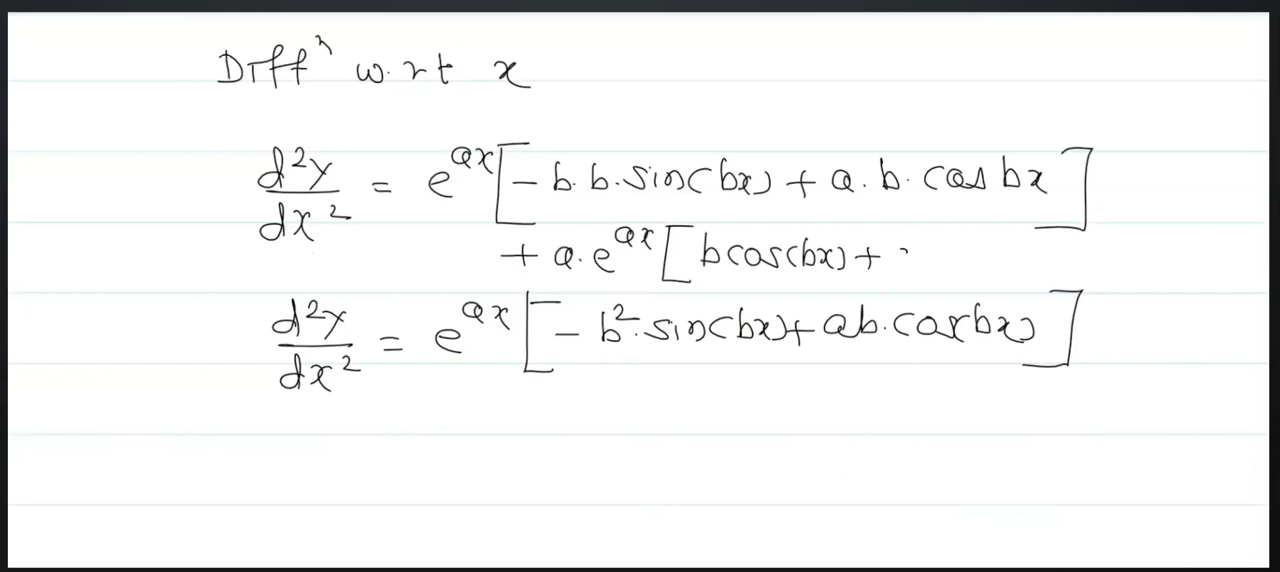 Diffⁿ w.r.t x
d²y/dx² = e^{ax} [ - b.b.sin(bx) + a.b.cos bx ]
+ a.e^{ax} [ b cos(bx) + .
d²y/dx² = e^{ax} [ - b².sin(bx) + ab.cos(bx) ]